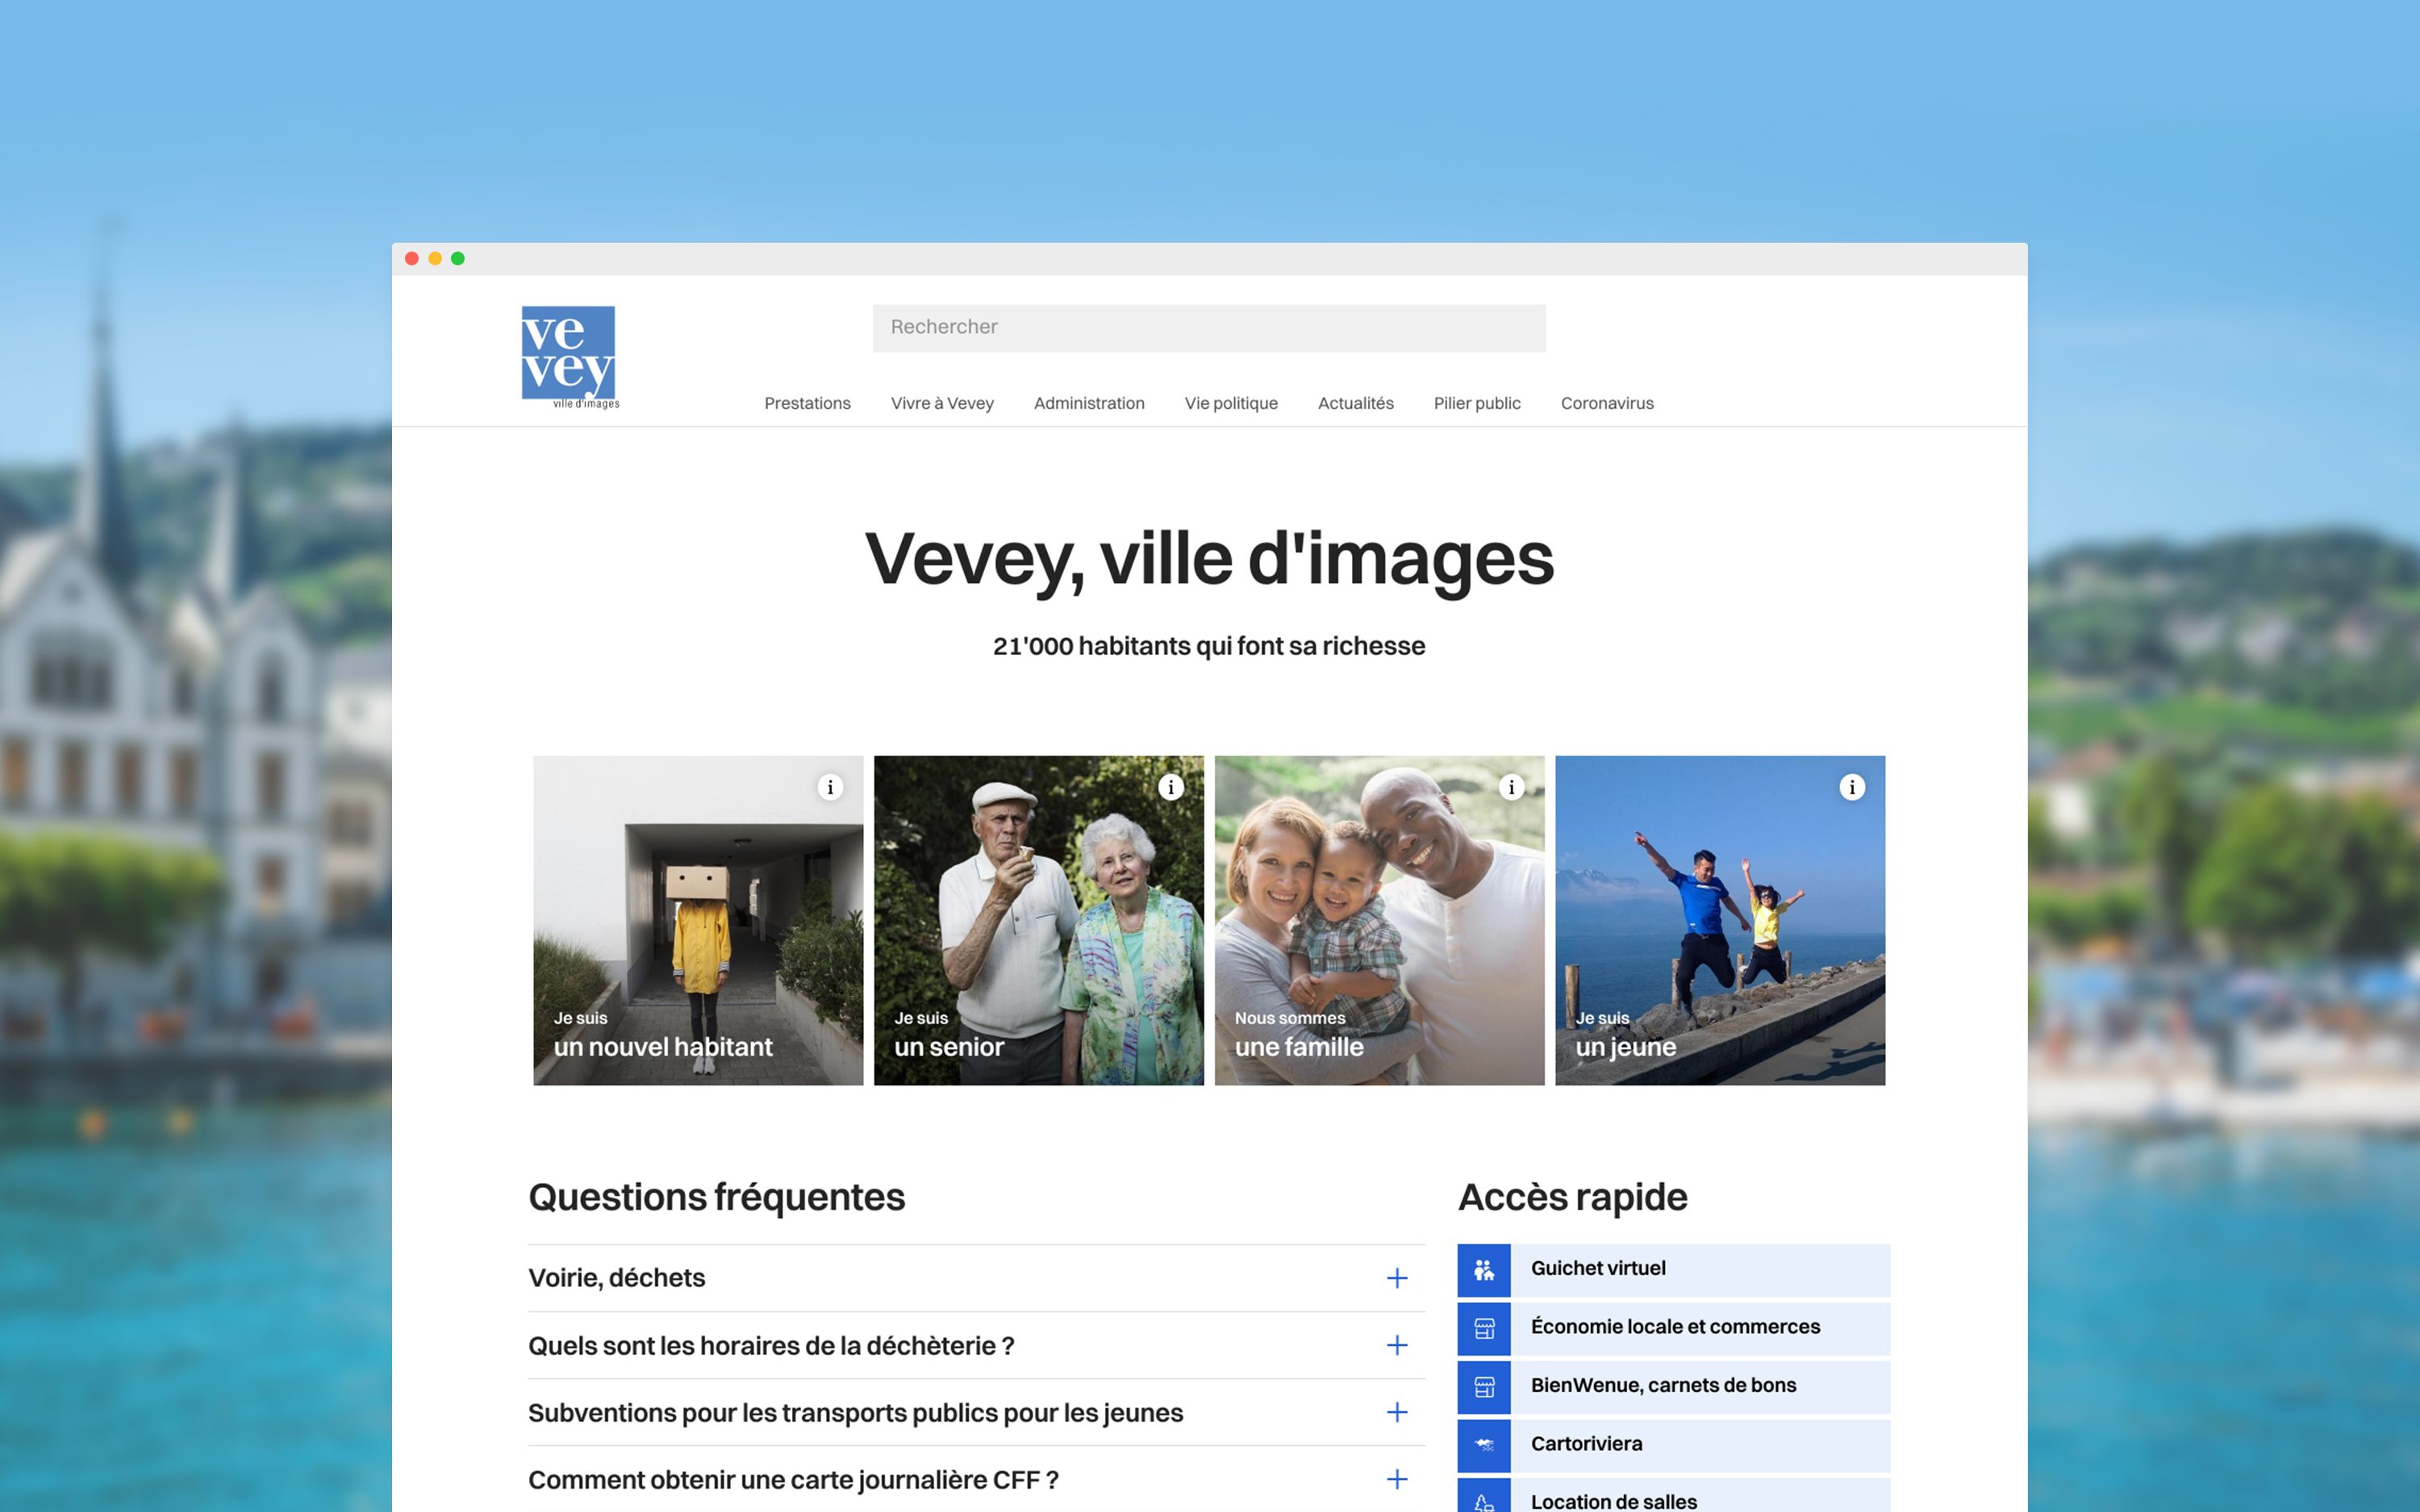 ve
vey
ville d'images
Rechercher
Prestations Vivre à Vevey Administration Vie politique Actualités Pilier public Coronavirus
Vevey, ville d'images
21'000 habitants qui font sa richesse
Je suis
un nouvel habitant
Je suis
un senior
Nous sommes
une famille
Je suis
un jeune
Questions fréquentes
Voirie, déchets
Quels sont les horaires de la déchèterie ?
Subventions pour les transports publics pour les jeunes
Comment obtenir une carte journalière CFF ?
Accès rapide
Guichet virtuel
Économie locale et commerces
BienWenue, carnets de bons
Cartoriviera
Location de salles